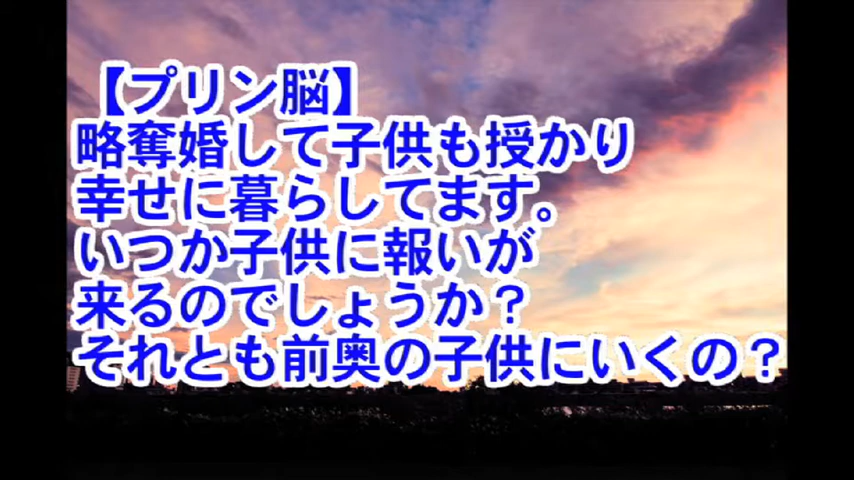 【プリン脳】
略奪婚して子供も授かり
幸せに暮らしてます。
いつか子供に報いが
来るのでしょうか？
それとも前奥の子供にいくの？